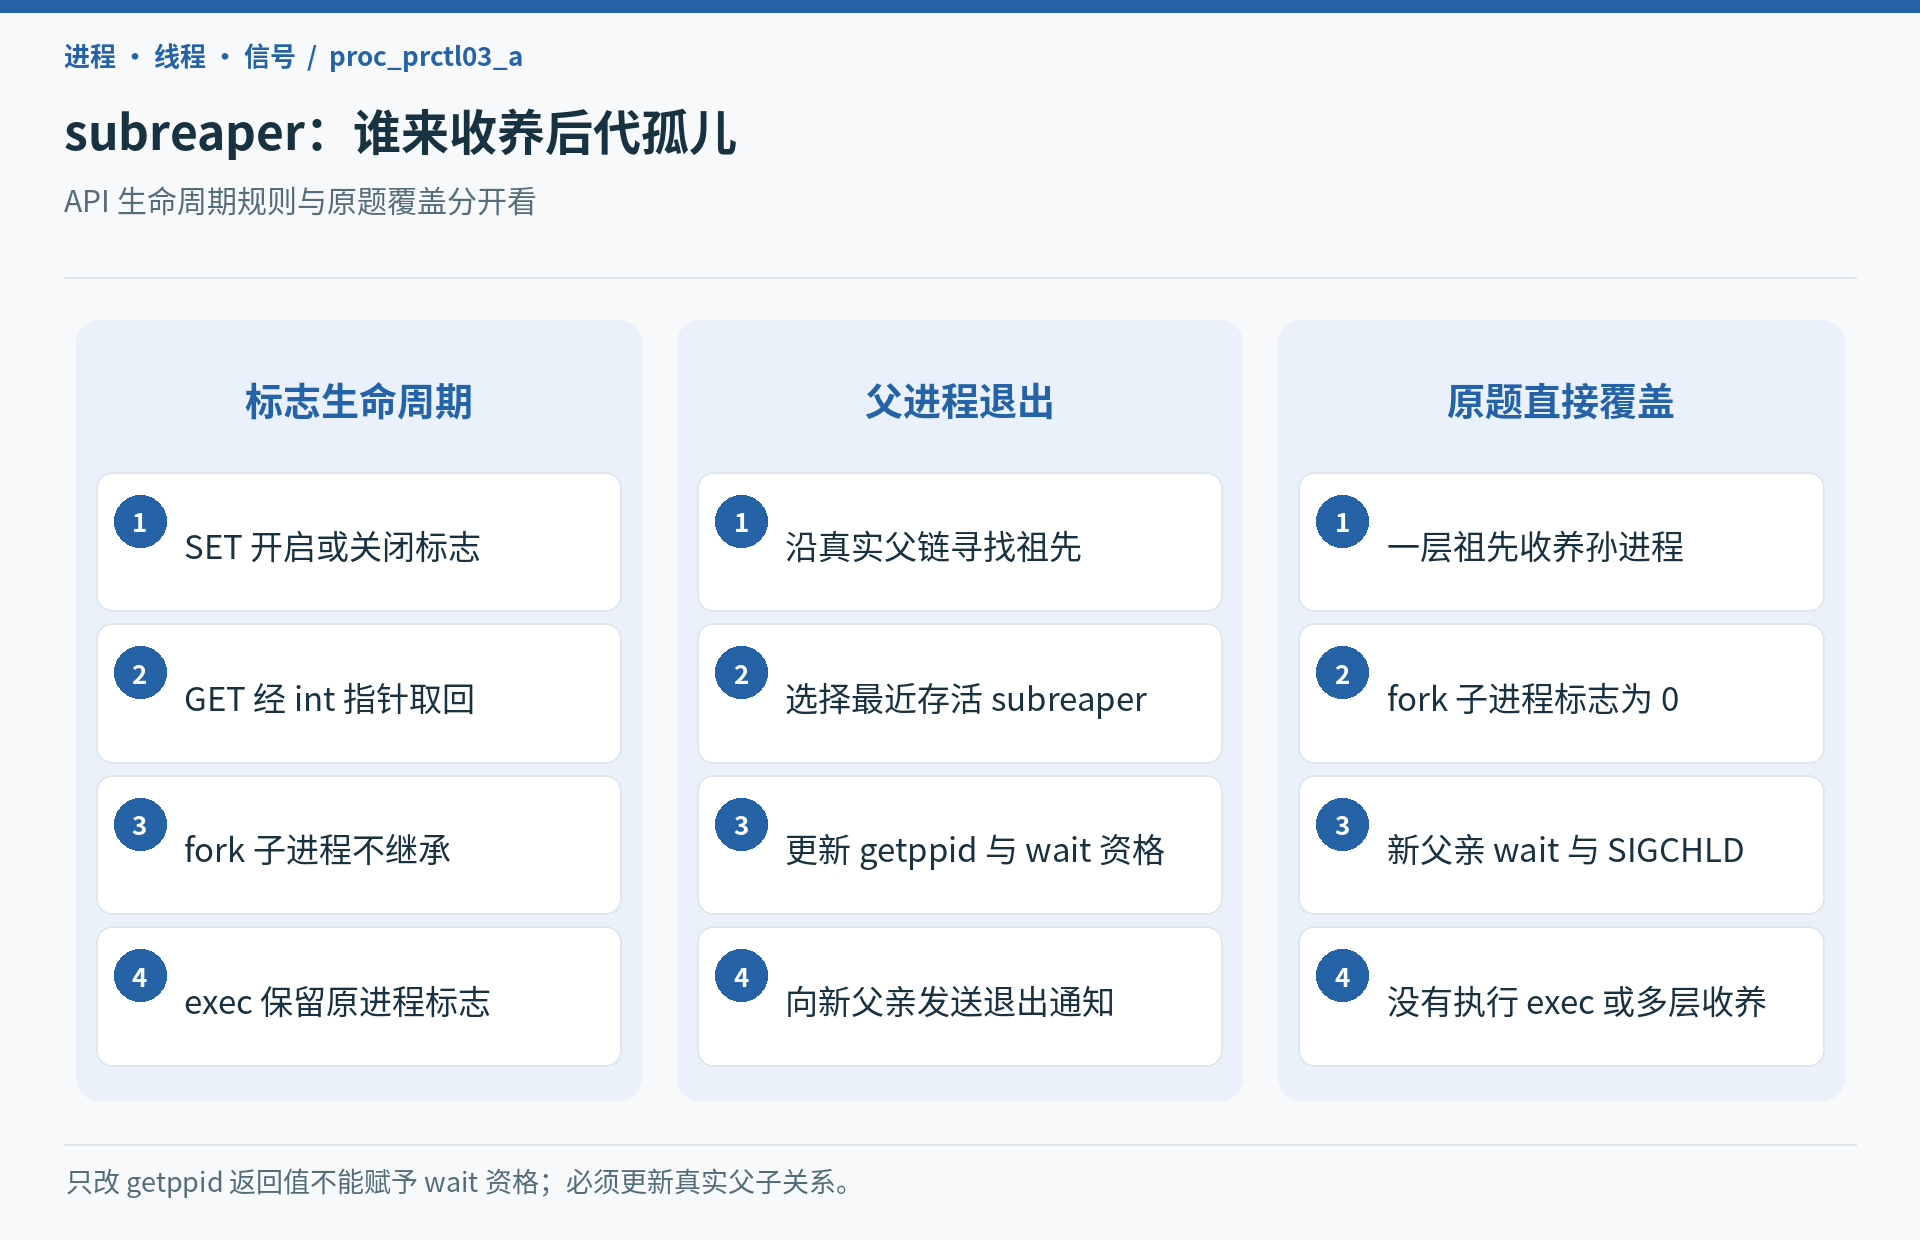 进程 · 线程 · 信号 / proc_prctl03_a
subreaper：谁来收养后代孤儿
API 生命周期规则与原题覆盖分开看
标志生命周期
1 SET 开启或关闭标志
2 GET 经 int 指针取回
3 fork 子进程不继承
4 exec 保留原进程标志
父进程退出
1 沿真实父链寻找祖先
2 选择最近存活 subreaper
3 更新 getppid 与 wait 资格
4 向新父亲发送退出通知
原题直接覆盖
1 一层祖先收养孙进程
2 fork 子进程标志为 0
3 新父亲 wait 与 SIGCHLD
4 没有执行 exec 或多层收养
只改 getppid 返回值不能赋予 wait 资格；必须更新真实父子关系。